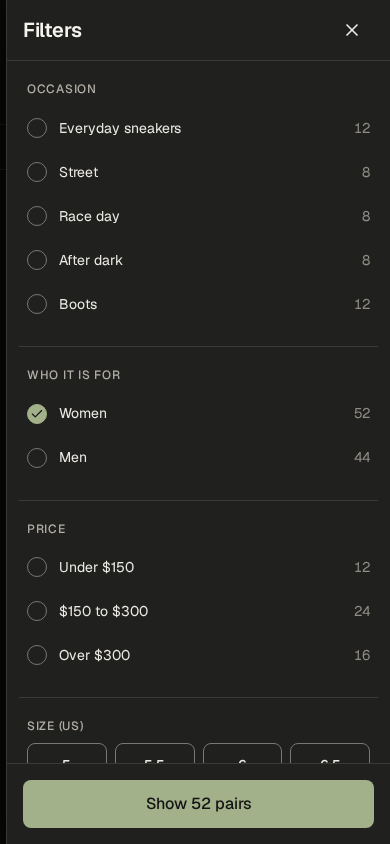 Filters
OCCASION
Everyday sneakers 12
Street 8
Race day 8
After dark 8
Boots 12
WHO IT IS FOR
Women 52
Men 44
PRICE
Under $150 12
$150 to $300 24
Over $300 16
SIZE (US)
Show 52 pairs